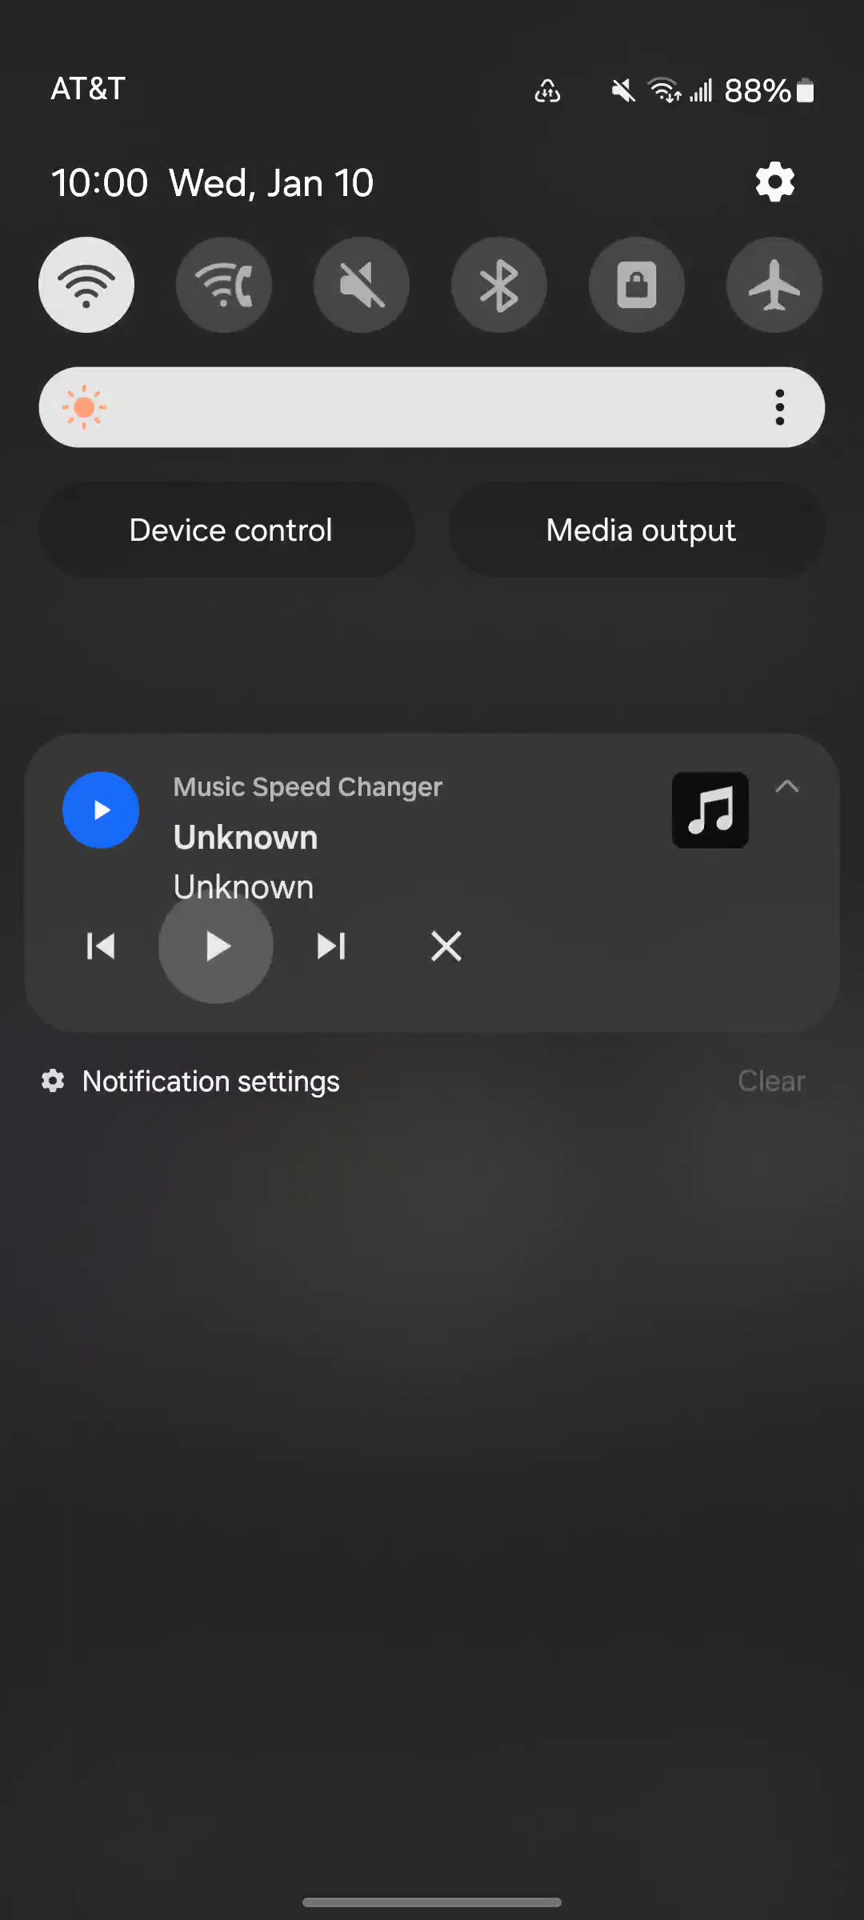 AT&T 88%
10:00 Wed, Jan 10
Device control Media output
Music Speed Changer
Unknown
Unknown
Notification settings Clear